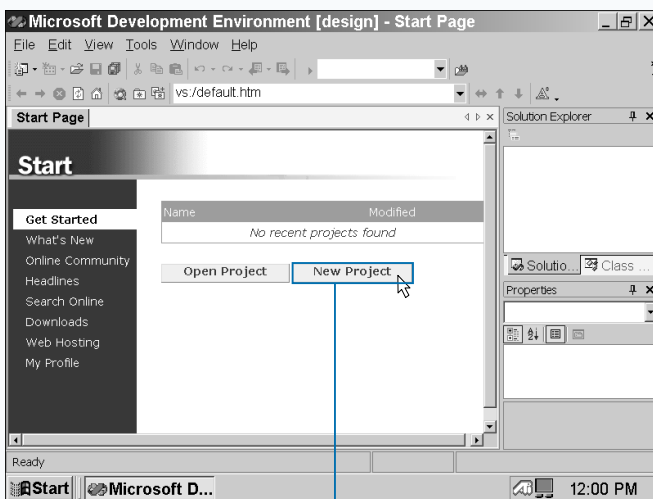 Microsoft Development Environment [design] - Start Page
File Edit View Tools Window Help
vs:/default.htm
Start Page
Solution Explorer
Start
Get Started
What's New
Online Community
Headlines
Search Online
Downloads
Web Hosting
My Profile
Name Modified
No recent projects found
Open Project New Project
Solutio... Class ...
Properties
Ready
Start Microsoft D... 12:00 PM